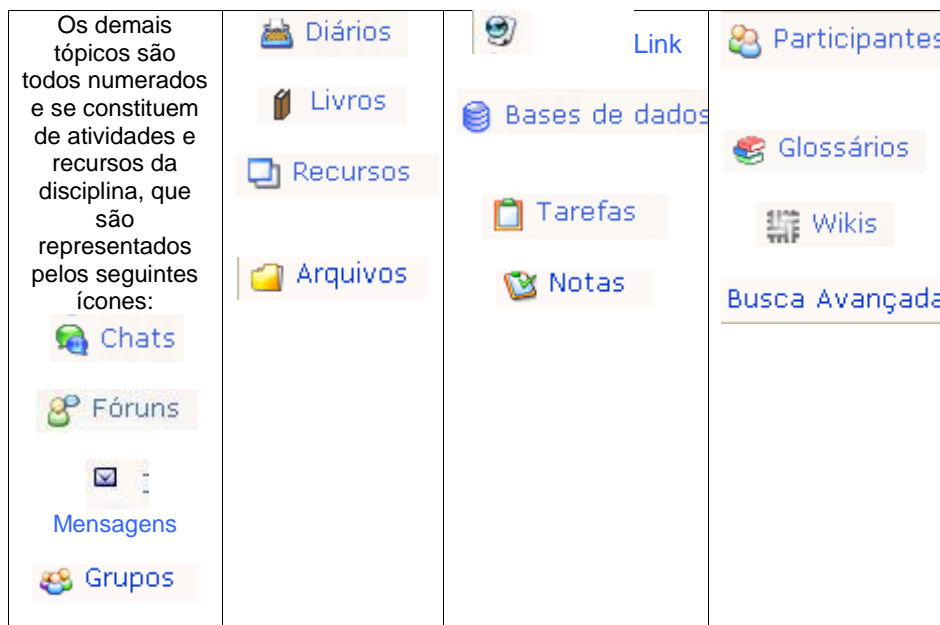 Os demais
tópicos são
todos numerados
e se constituem
de atividades e
recursos da
disciplina, que
são
representados
pelos seguintes
ícones:
Chats
Fóruns
Mensagens
Grupos
Diários
Livros
Recursos
Arquivos
Link
Bases de dados
Tarefas
Notas
Participantes
Glossários
Wikis
Busca Avançada